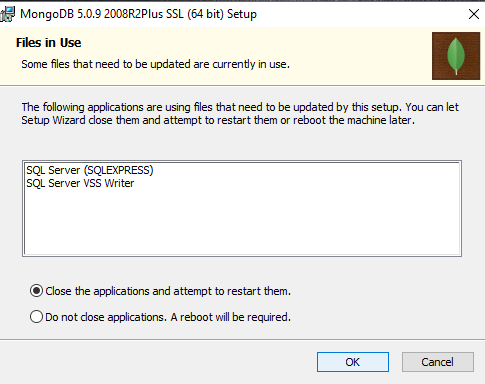 MongoDB 5.0.9 2008R2Plus SSL (64 bit) Setup
Files in Use
Some files that need to be updated are currently in use.
The following applications are using files that need to be updated by this setup. You can let
Setup Wizard close them and attempt to restart them or reboot the machine later.
SQL Server (SQLEXPRESS)
SQL Server VSS Writer
Close the applications and attempt to restart them.
Do not close applications. A reboot will be required.
OK Cancel